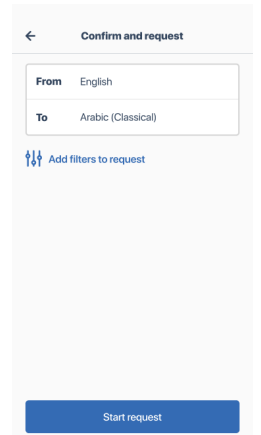 Confirm and request
From English
To Arabic (Classical)
Add filters to request
Start request